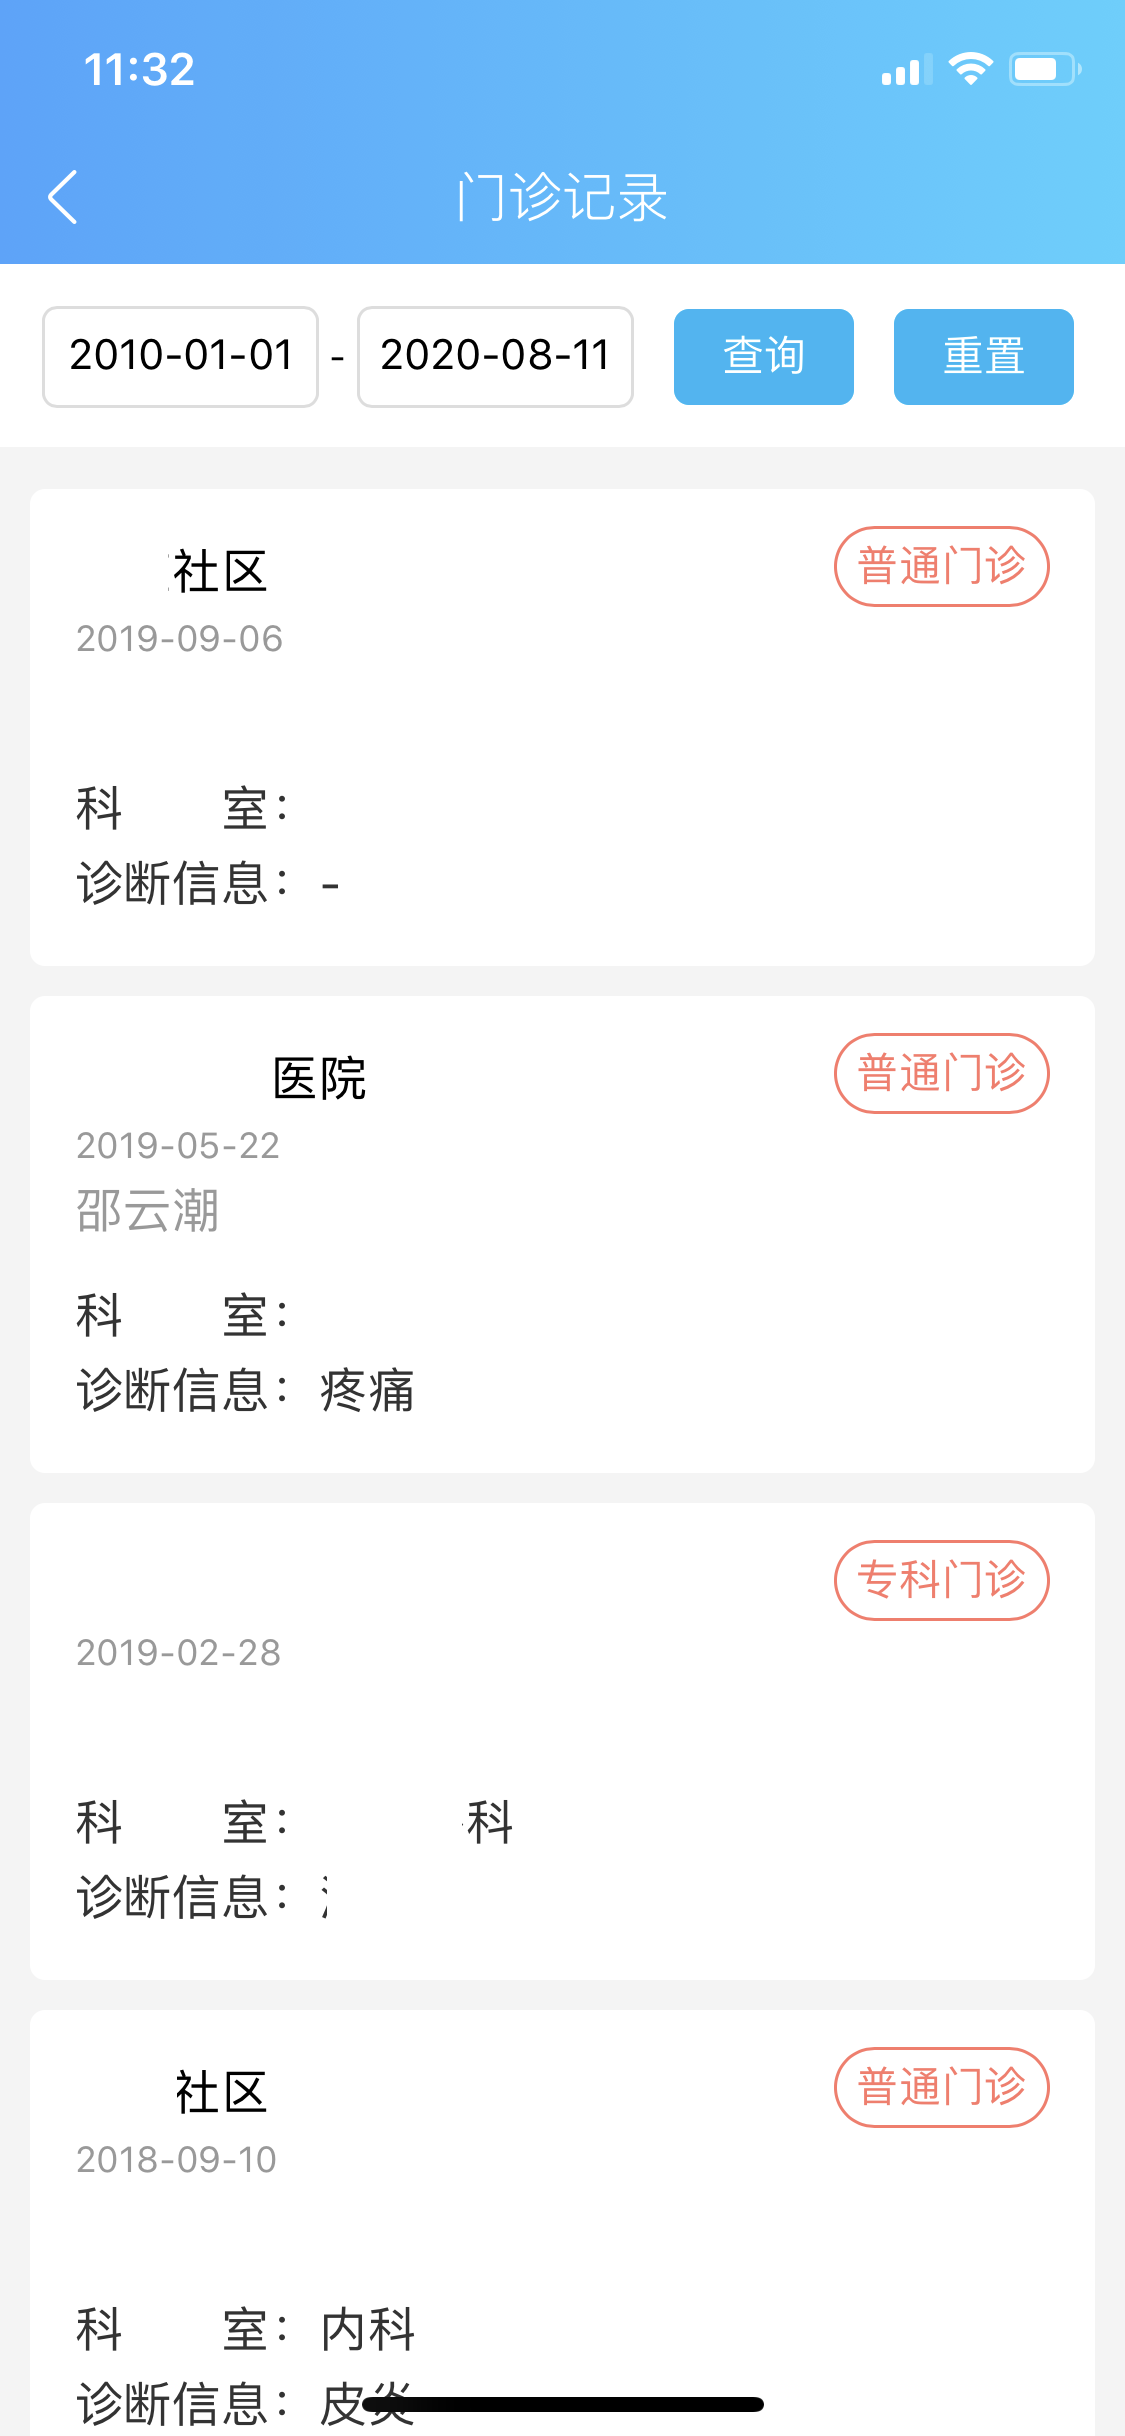 11:32
门诊记录
2010-01-01 - 2020-08-11 查询 重置
社区 普通门诊
2019-09-06
科 室：
诊断信息： -
医院 普通门诊
2019-05-22
邵云潮
科 室：
诊断信息： 疼痛
专科门诊
2019-02-28
科 室： 科
诊断信息：
社区 普通门诊
2018-09-10
科 室： 内科
诊断信息： 皮炎